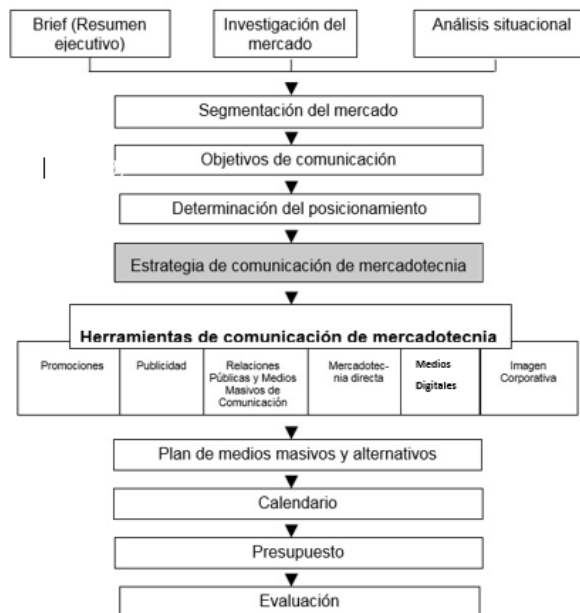 Brief (Resumen
ejecutivo)
Investigación del
mercado
Análisis situacional
Segmentación del mercado
Objetivos de comunicación
Determinación del posicionamiento
Estrategia de comunicación de mercadotecnia
Herramientas de comunicación de mercadotecnia
Promociones
Publicidad
Relaciones
Públicas y Medios
Masivos de
Comunicación
Mercadotec-
nia directa
Medios
Digitales
Imagen
Corporativa
Plan de medios masivos y alternativos
Calendario
Presupuesto
Evaluación